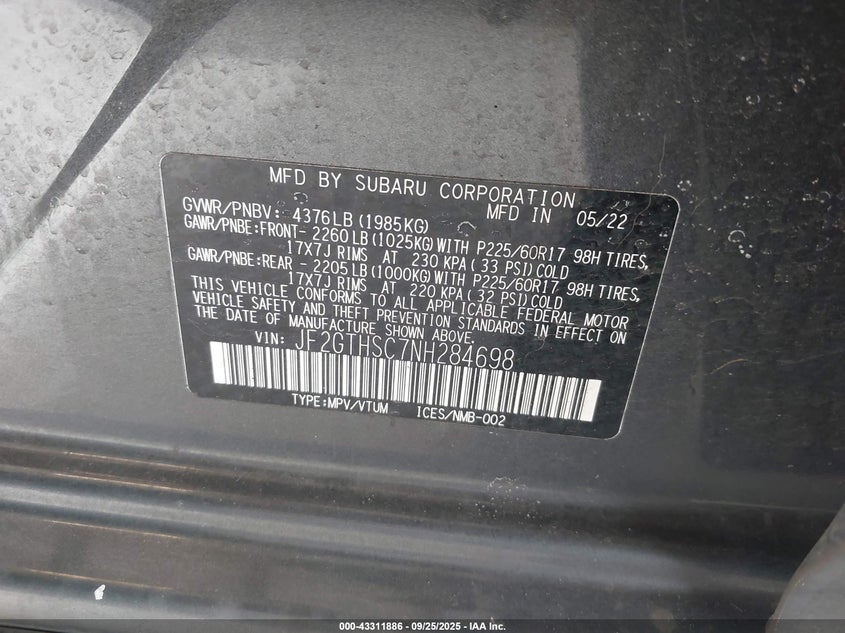 MFD BY SUBARU CORPORATION
GVWR/PNBV: 4376LB(1985KG) MFD IN 05/22
GAWR/PNBE:FRONT- 2260LB(1025KG)WITH P225/60R17 98H TIRES,
17X7J RIMS AT 230 KPA(33 PSI)COLD
GAWR/PNBE:REAR - 2205LB(1000KG)WITH P225/60R17 98H TIRES,
17X7J RIMS AT 220 KPA(32 PSI)COLD
THIS VEHICLE CONFORMS TO ALL APPLICABLE FEDERAL MOTOR
VEHICLE SAFETY AND THEFT PREVENTION STANDARDS IN EFFECT ON
THE DATE OF MANUFACTURE SHOWN ABOVE.
VIN: JF2GTHSC7NH284698
TYPE:MPV/VTUM ICES/NMB-002
000-43311886 - 09/25/2025 - IAA Inc.